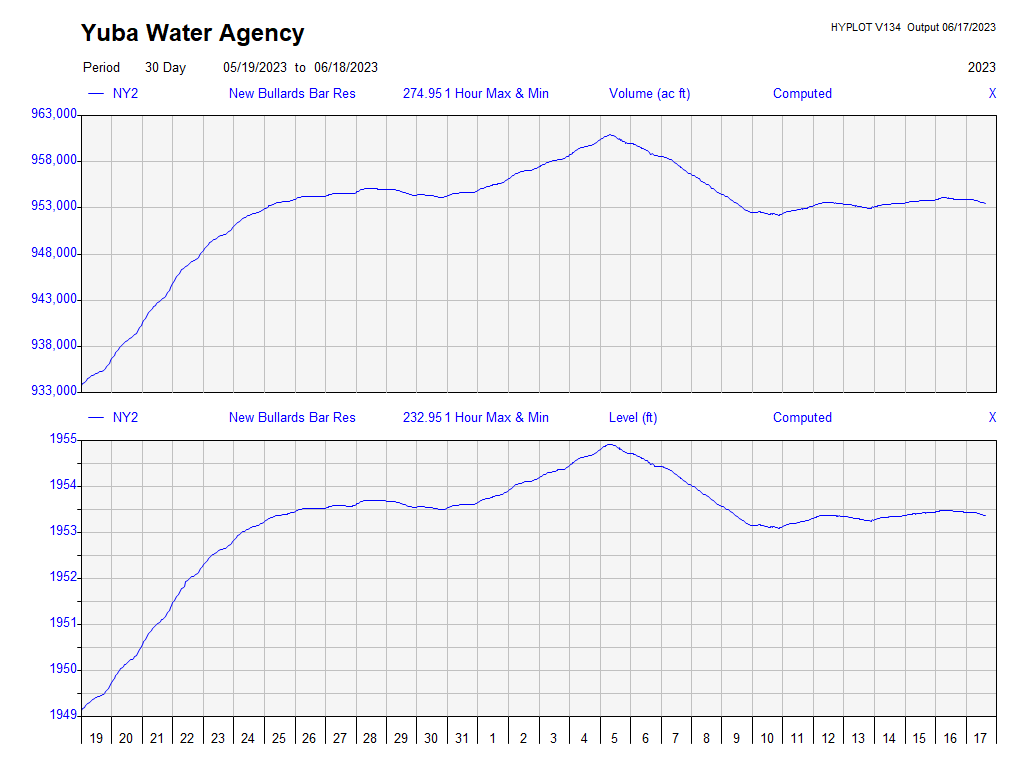 Yuba Water Agency
HYPLOT V134 Output 06/17/2023
Period 30 Day 05/19/2023 to 06/18/2023 2023
NY2 New Bullards Bar Res 274.95 1 Hour Max & Min Volume (ac ft) Computed X
963,000
958,000
953,000
948,000
943,000
938,000
933,000
NY2 New Bullards Bar Res 232.95 1 Hour Max & Min Level (ft) Computed X
1955
1954
1953
1952
1951
1950
1949
19 20 21 22 23 24 25 26 27 28 29 30 31 1 2 3 4 5 6 7 8 9 10 11 12 13 14 15 16 17